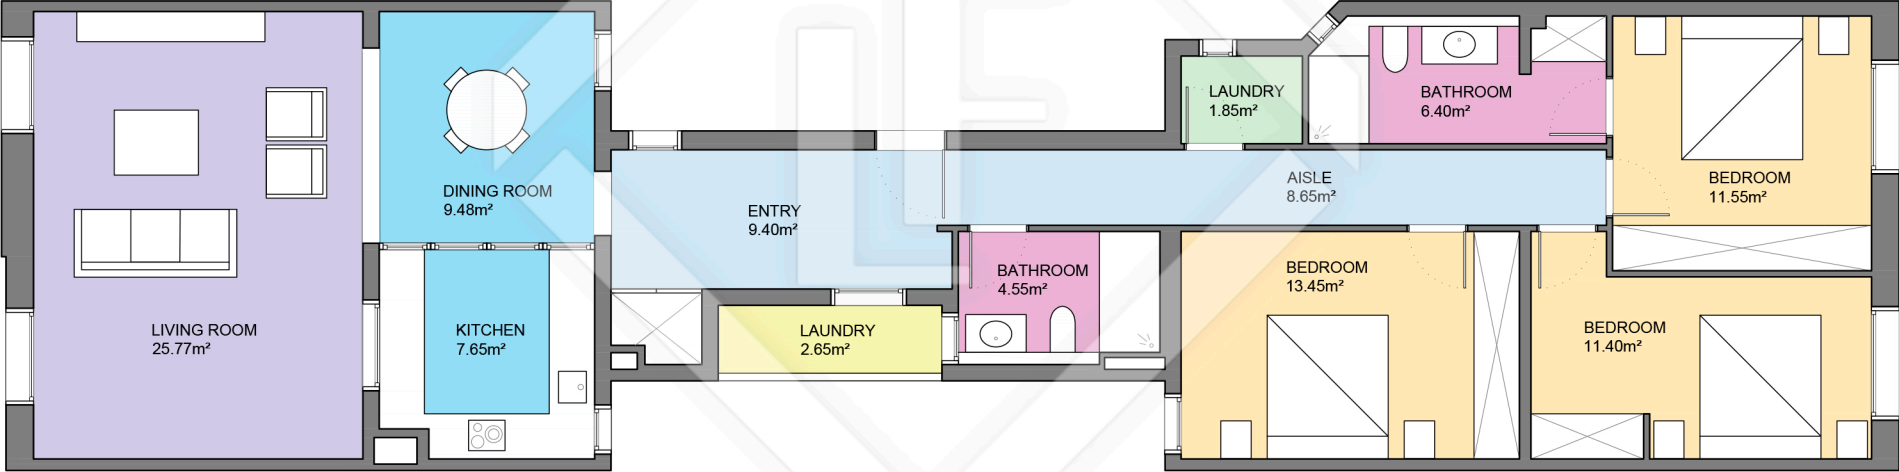 LIVING ROOM
25.77m²
DINING ROOM
9.48m²
KITCHEN
7.65m²
ENTRY
9.40m²
LAUNDRY
2.65m²
BATHROOM
4.55m²
LAUNDRY
1.85m²
AISLE
8.65m²
BATHROOM
6.40m²
BEDROOM
13.45m²
BEDROOM
11.55m²
BEDROOM
11.40m²